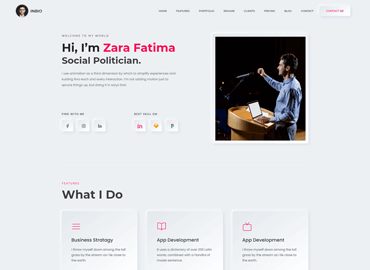 INBIO
HOME FEATURES PORTFOLIO RESUME CLIENTS PRICING BLOG CONTACT CONTACT ME
WELCOME TO MY WORLD
Hi, I'm Zara Fatima
Social Politician.
I use animation as a third dimension by which to simplify experiences and
kuiding thro each and every interaction. I'm not adding motion just to
spruce things up, but doing it in ways that.
FIND WITH ME
BEST SKILL ON
FEATURES
What I Do
Business Strategy
I throw myself down among the tall
grass by the stream as I lie close to
the earth.
App Development
It uses a dictionary of over 200 Latin
words, combined with a handful of
model sentence.
App Development
I throw myself down among the tall
grass by the stream as I lie close to
the earth.